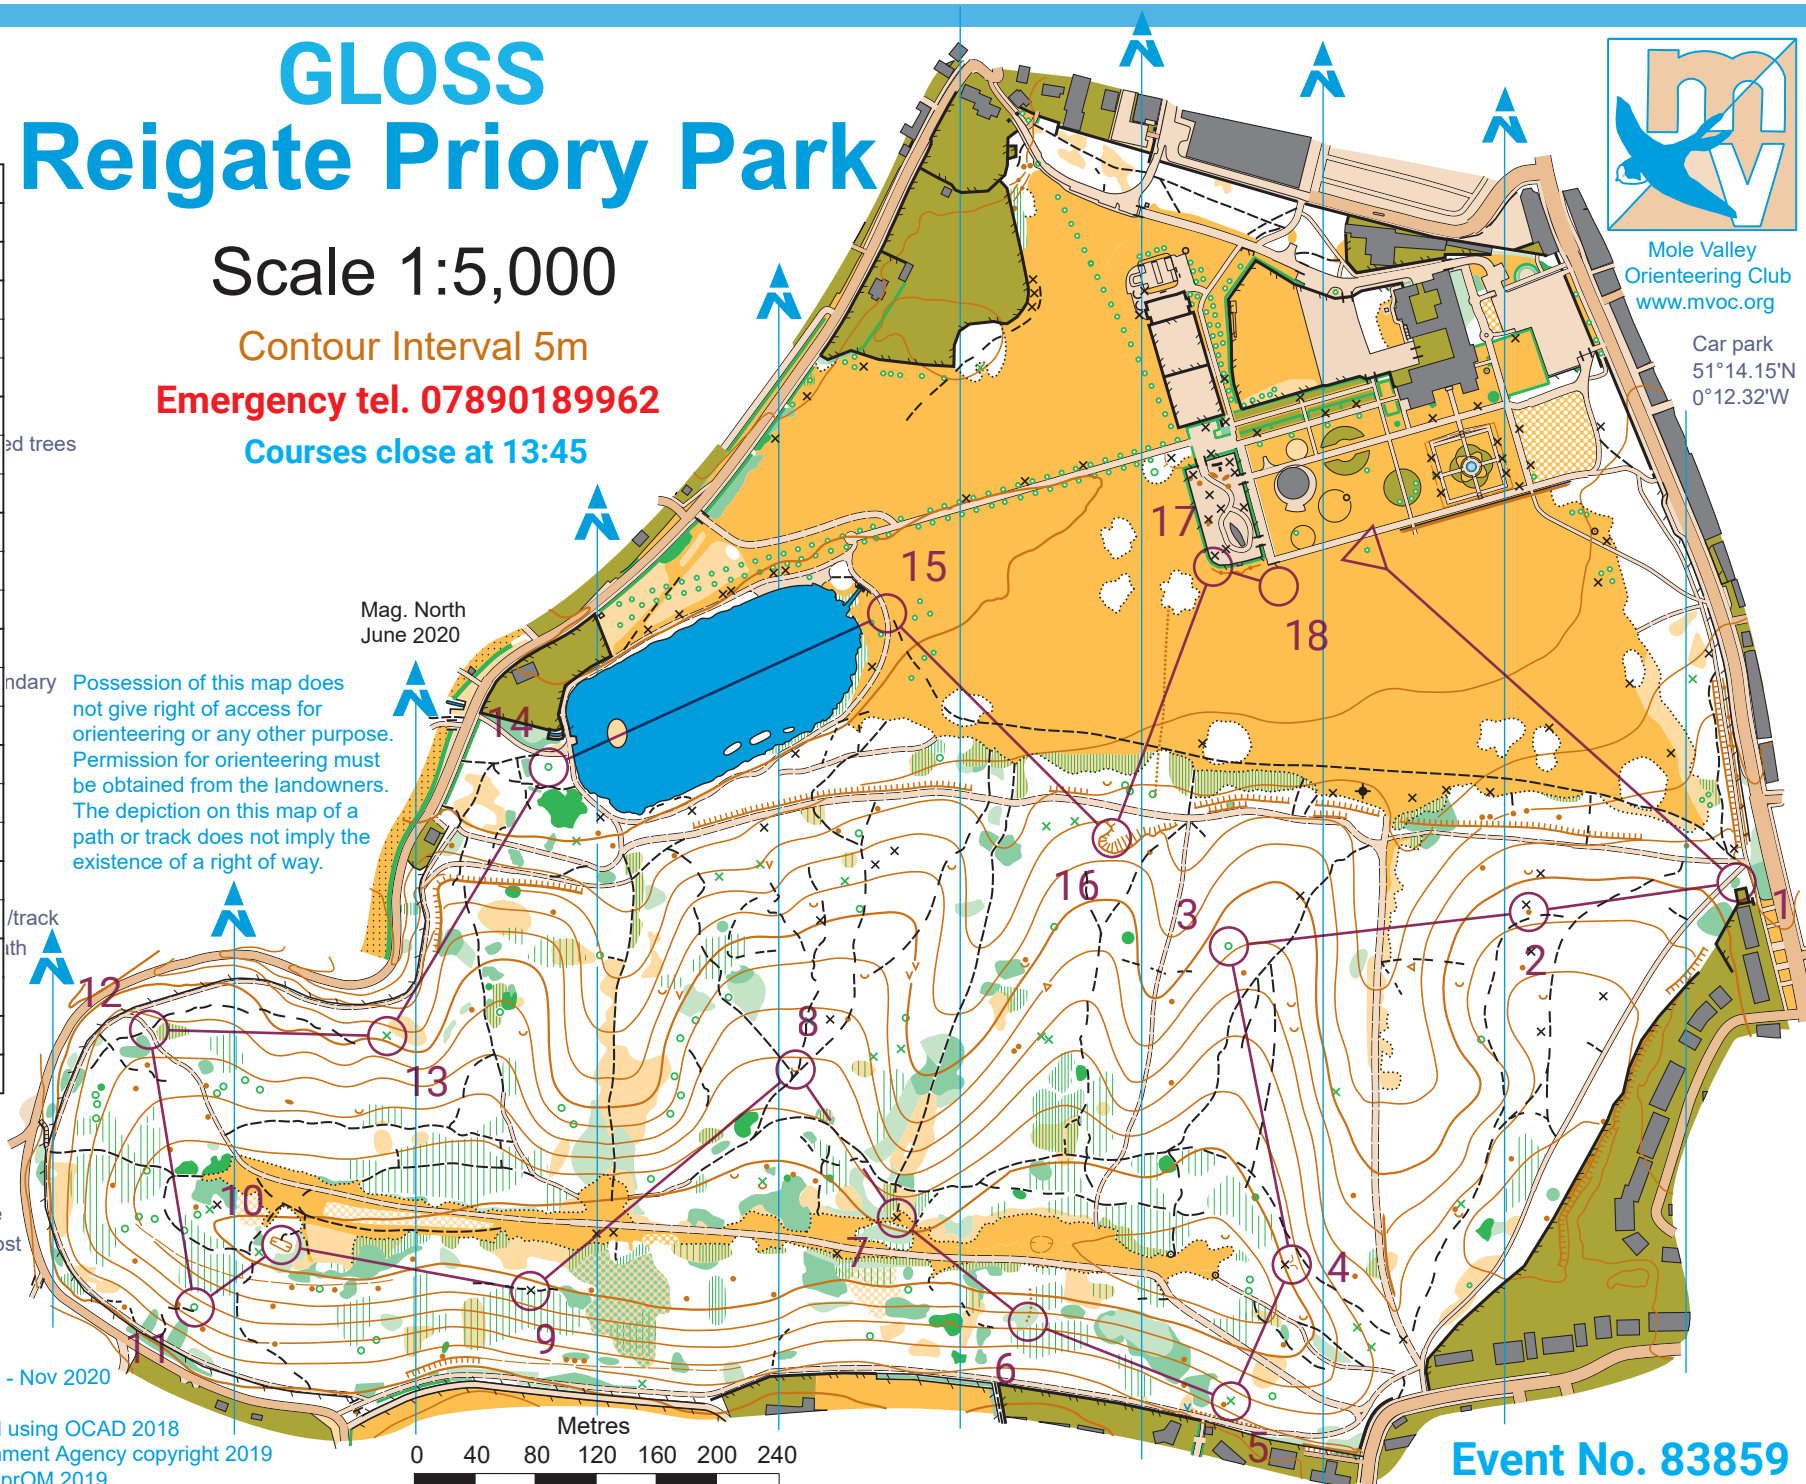 GLOSS
Reigate Priory Park
Scale 1:5,000
Contour Interval 5m
Emergency tel. 07890189962
Courses close at 13:45
mv
Mole Valley
Orienteering Club
www.mvoc.org
Car park
51°14.15'N
0°12.32'W
ed trees
Mag. North
June 2020
ndary
Possession of this map does
not give right of access for
orienteering or any other purpose.
Permission for orienteering must
be obtained from the landowners.
The depiction on this map of a
path or track does not imply the
existence of a right of way.
/track
ath
ost
17
15
18
14
16
3
1
2
12
8
13
10
7
4
9
11
6
5
- Nov 2020
using OCAD 2018
nment Agency copyright 2019
prOM 2019
Metres
0 40 80 120 160 200 240
Event No. 83859